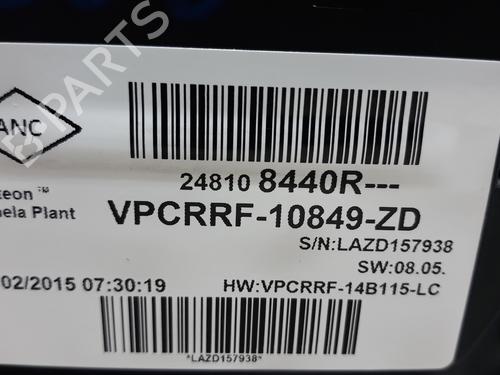 ANC
24810 8440R---
VPCRRF-10849-ZD
S/N:LAZD157938
SW:08.05.
02/2015 07:30:19
HW:VPCRRF-14B115-LC
*LAZD157938*
teon ™
ela Plant